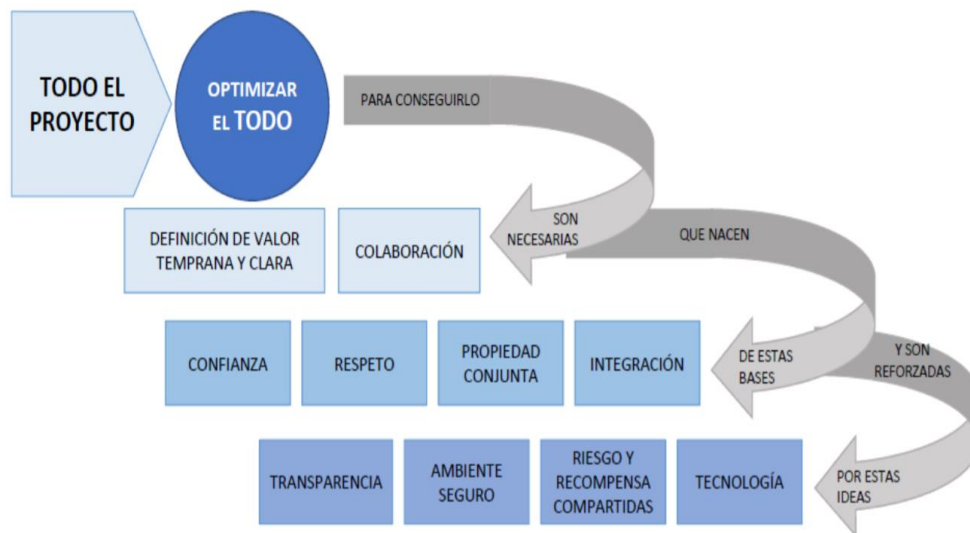 TODO EL
PROYECTO
OPTIMIZAR
EL TODO
PARA CONSEGUIRLO
SON
NECESARIAS
DEFINICIÓN DE VALOR
TEMPRANA Y CLARA
COLABORACIÓN
QUE NACEN
DE ESTAS
BASES
CONFIANZA
RESPETO
PROPIEDAD
CONJUNTA
INTEGRACIÓN
Y SON
REFORZADAS
POR ESTAS
IDEAS
TRANSPARENCIA
AMBIENTE
SEGURO
RIESGO Y
RECOMPENSA
COMPARTIDAS
TECNOLOGÍA